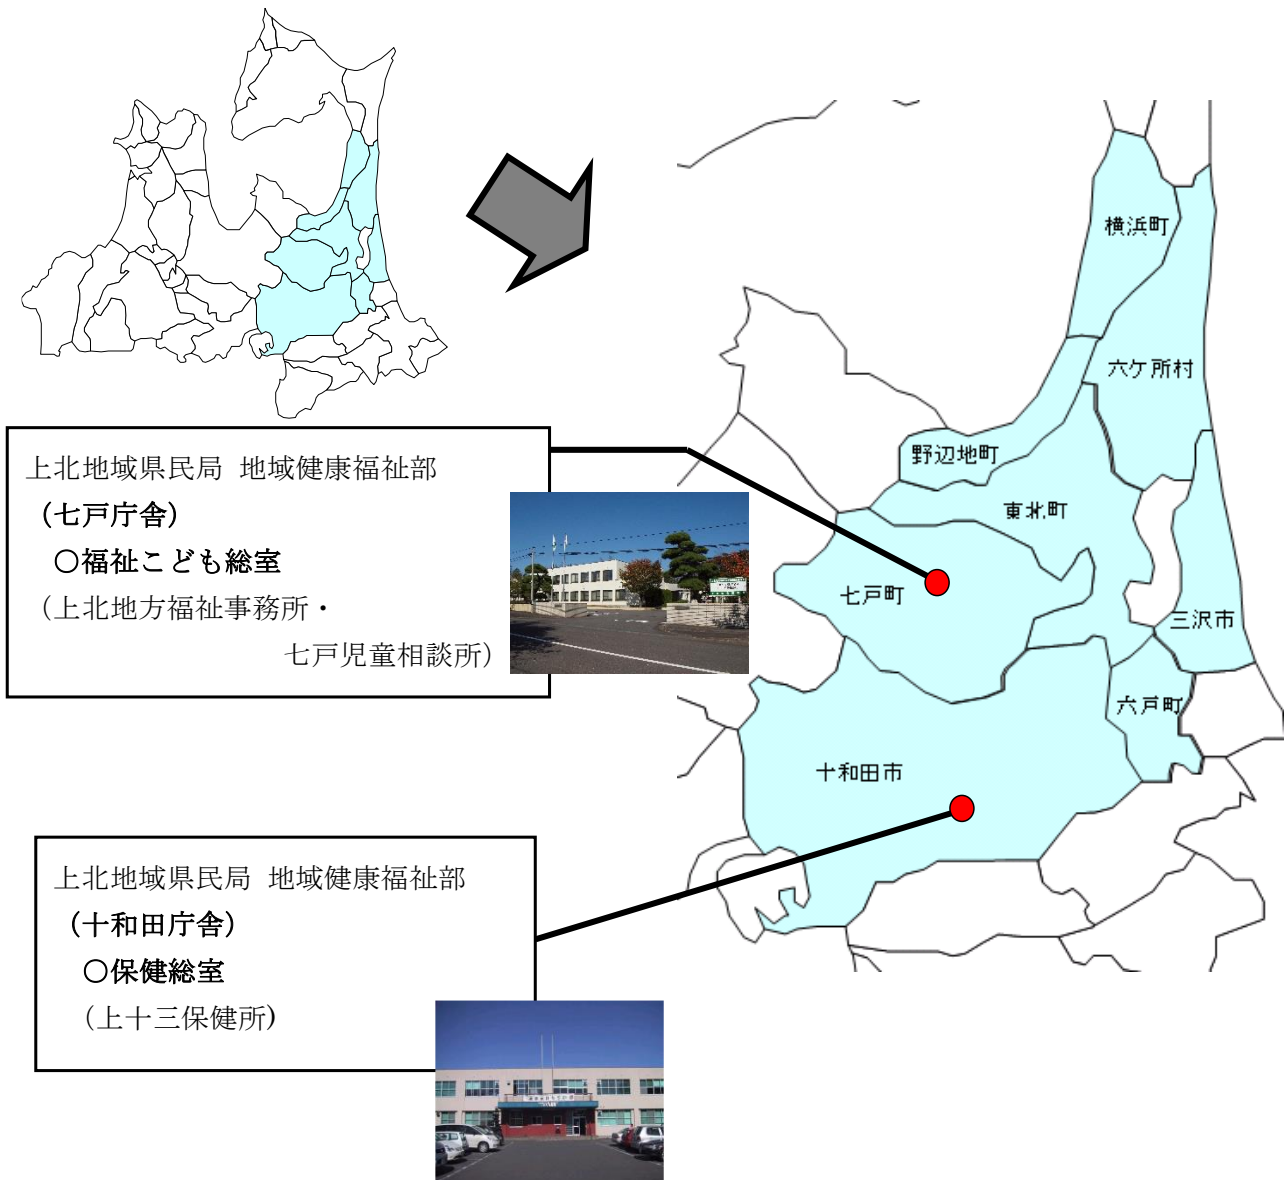 横浜町
六ケ所村
野辺地町
東北町
七戸町
三沢市
六戸町
十和田市
上北地域県民局 地域健康福祉部
(七戸庁舎)
○福祉こども総室
(上北地方福祉事務所・
七戸児童相談所)
上北地域県民局 地域健康福祉部
(十和田庁舎)
○保健総室
(上十三保健所)